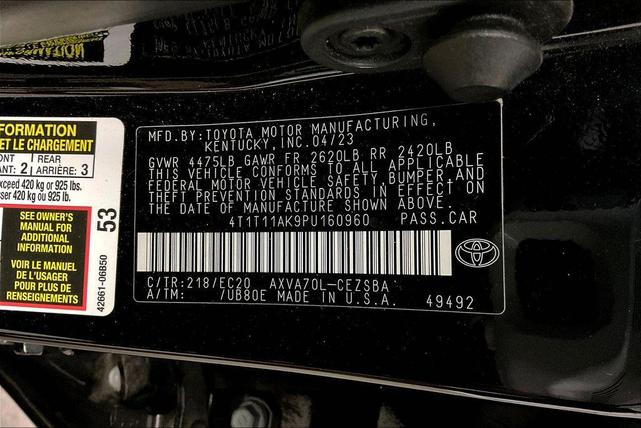 FORMATION
ET LE CHARGEMENT
ONT | REAR
ANT: 2 | ARRIÈRE: 3
xceed 420 kg or 925 lbs.
sser 420 kg ou 925 lb.
SEE OWNER'S
MANUAL FOR
ADDITIONAL
INFORMATION
VOIR LE MANUEL
DE L'USAGER
POUR PLUS DE
RENSEIGNEMENTS
53
42661-06B50
MFD.BY:TOYOTA MOTOR MANUFACTURING,
KENTUCKY,INC.04/23
GVWR 4475LB GAWR FR 2620LB RR 2420LB
THIS VEHICLE CONFORMS TO ALL APPLICABLE
FEDERAL MOTOR VEHICLE SAFETY,BUMPER,AND
THEFT PREVENTION STANDARDS IN EFFECT ON
THE DATE OF MANUFACTURE SHOWN ABOVE.
4T1T11AK9PU160960 PASS.CAR
C/TR:218/EC20 AXVA70L-CEZSBA
A/TM: /UB80E MADE IN U.S.A. 49492